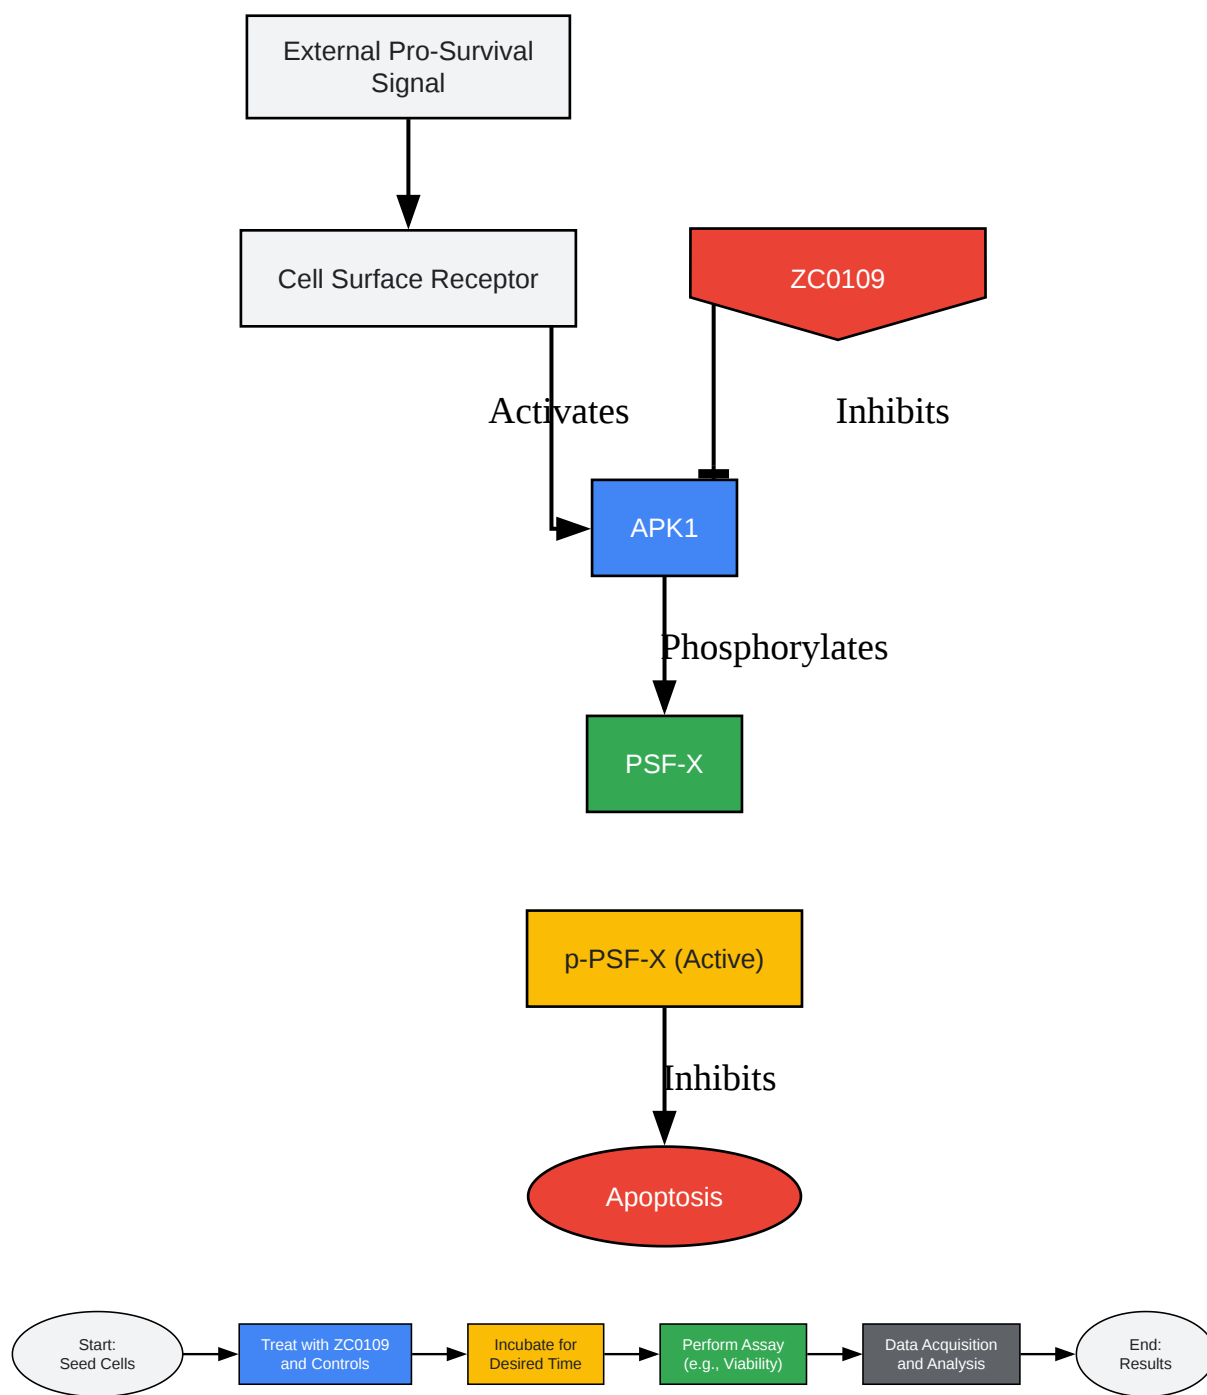 External Pro-Survival
Signal
Cell Surface Receptor
ZC0109
Activates
Inhibits
APK1
Phosphorylates
PSF-X
p-PSF-X (Active)
Inhibits
Apoptosis
Start:
Seed Cells
Treat with ZC0109
and Controls
Incubate for
Desired Time
Perform Assay
(e.g., Viability)
Data Acquisition
and Analysis
End:
Results